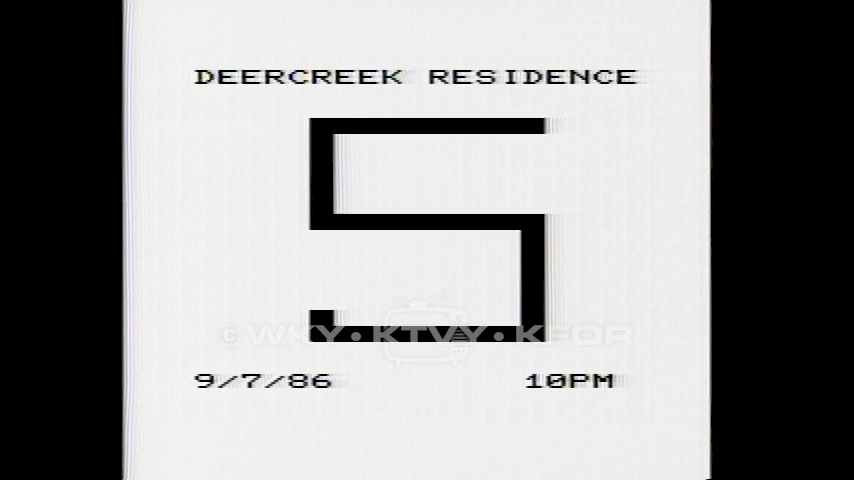 DEERCREEK RESIDENCE
5
© WKY • KTVY • KFOR
9/7/86 10PM